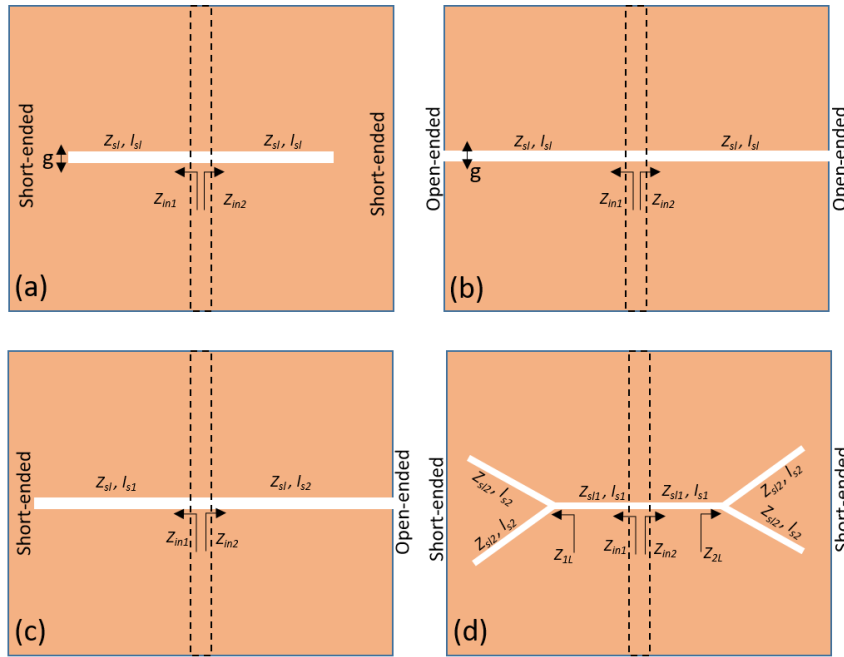 Short-ended
Z_sl, l_sl
Z_sl, l_sl
g
Z_in1
Z_in2
Short-ended
(a)
Open-ended
Z_sl, l_sl
Z_sl, l_sl
g
Z_in1
Z_in2
Open-ended
(b)
Short-ended
Z_sl, l_s1
Z_sl, l_s2
Z_in1
Z_in2
Open-ended
(c)
Short-ended
Z_sl2, l_s2
Z_sl2, l_s2
Z_sl1, l_s1
Z_sl1, l_s1
Z_sl2, l_s2
Z_sl2, l_s2
Z_1L
Z_in1
Z_in2
Z_2L
Short-ended
(d)